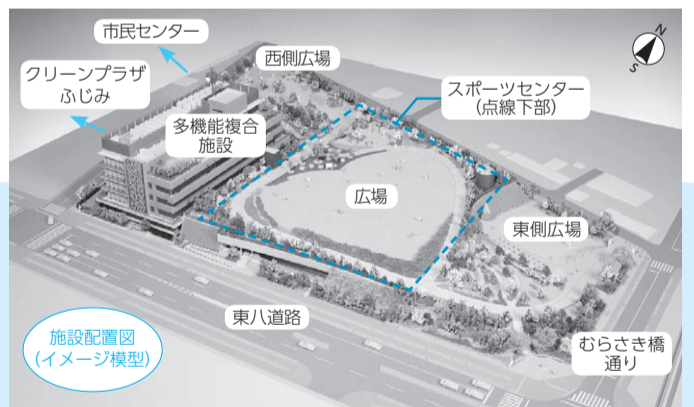 市民センター
クリーンプラザ
ふじみ
西側広場
N
S
スポーツセンター
(点線下部)
多機能複合
施設
広場
東側広場
東八道路
むらさき橋
通り
施設配置図
(イメージ模型)